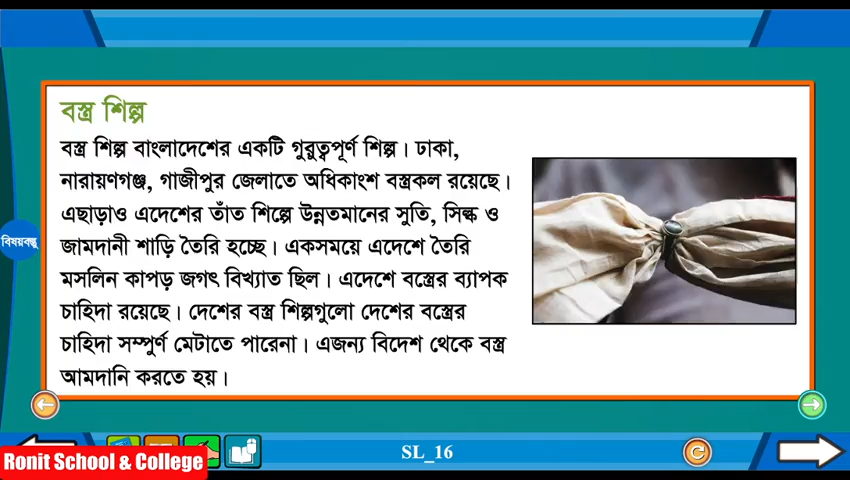 বস্ত্র শিল্প
বস্ত্র শিল্প বাংলাদেশের একটি গুরুত্বপূর্ণ শিল্প। ঢাকা,
নারায়ণগঞ্জ, গাজীপুর জেলাতে অধিকাংশ বস্ত্রকল রয়েছে।
এছাড়াও এদেশের তাঁত শিল্পে উন্নতমানের সুতি, সিল্ক ও
জামদানী শাড়ি তৈরি হচ্ছে। একসময়ে এদেশে তৈরি
মসলিন কাপড় জগৎ বিখ্যাত ছিল। এদেশে বস্ত্রের ব্যাপক
চাহিদা রয়েছে। দেশের বস্ত্র শিল্পগুলো দেশের বস্ত্রের
চাহিদা সম্পুর্ণ মেটাতে পারেনা। এজন্য বিদেশ থেকে বস্ত্র
আমদানি করতে হয়।
বিষয়বস্তু
SL_16
Ronit School & College